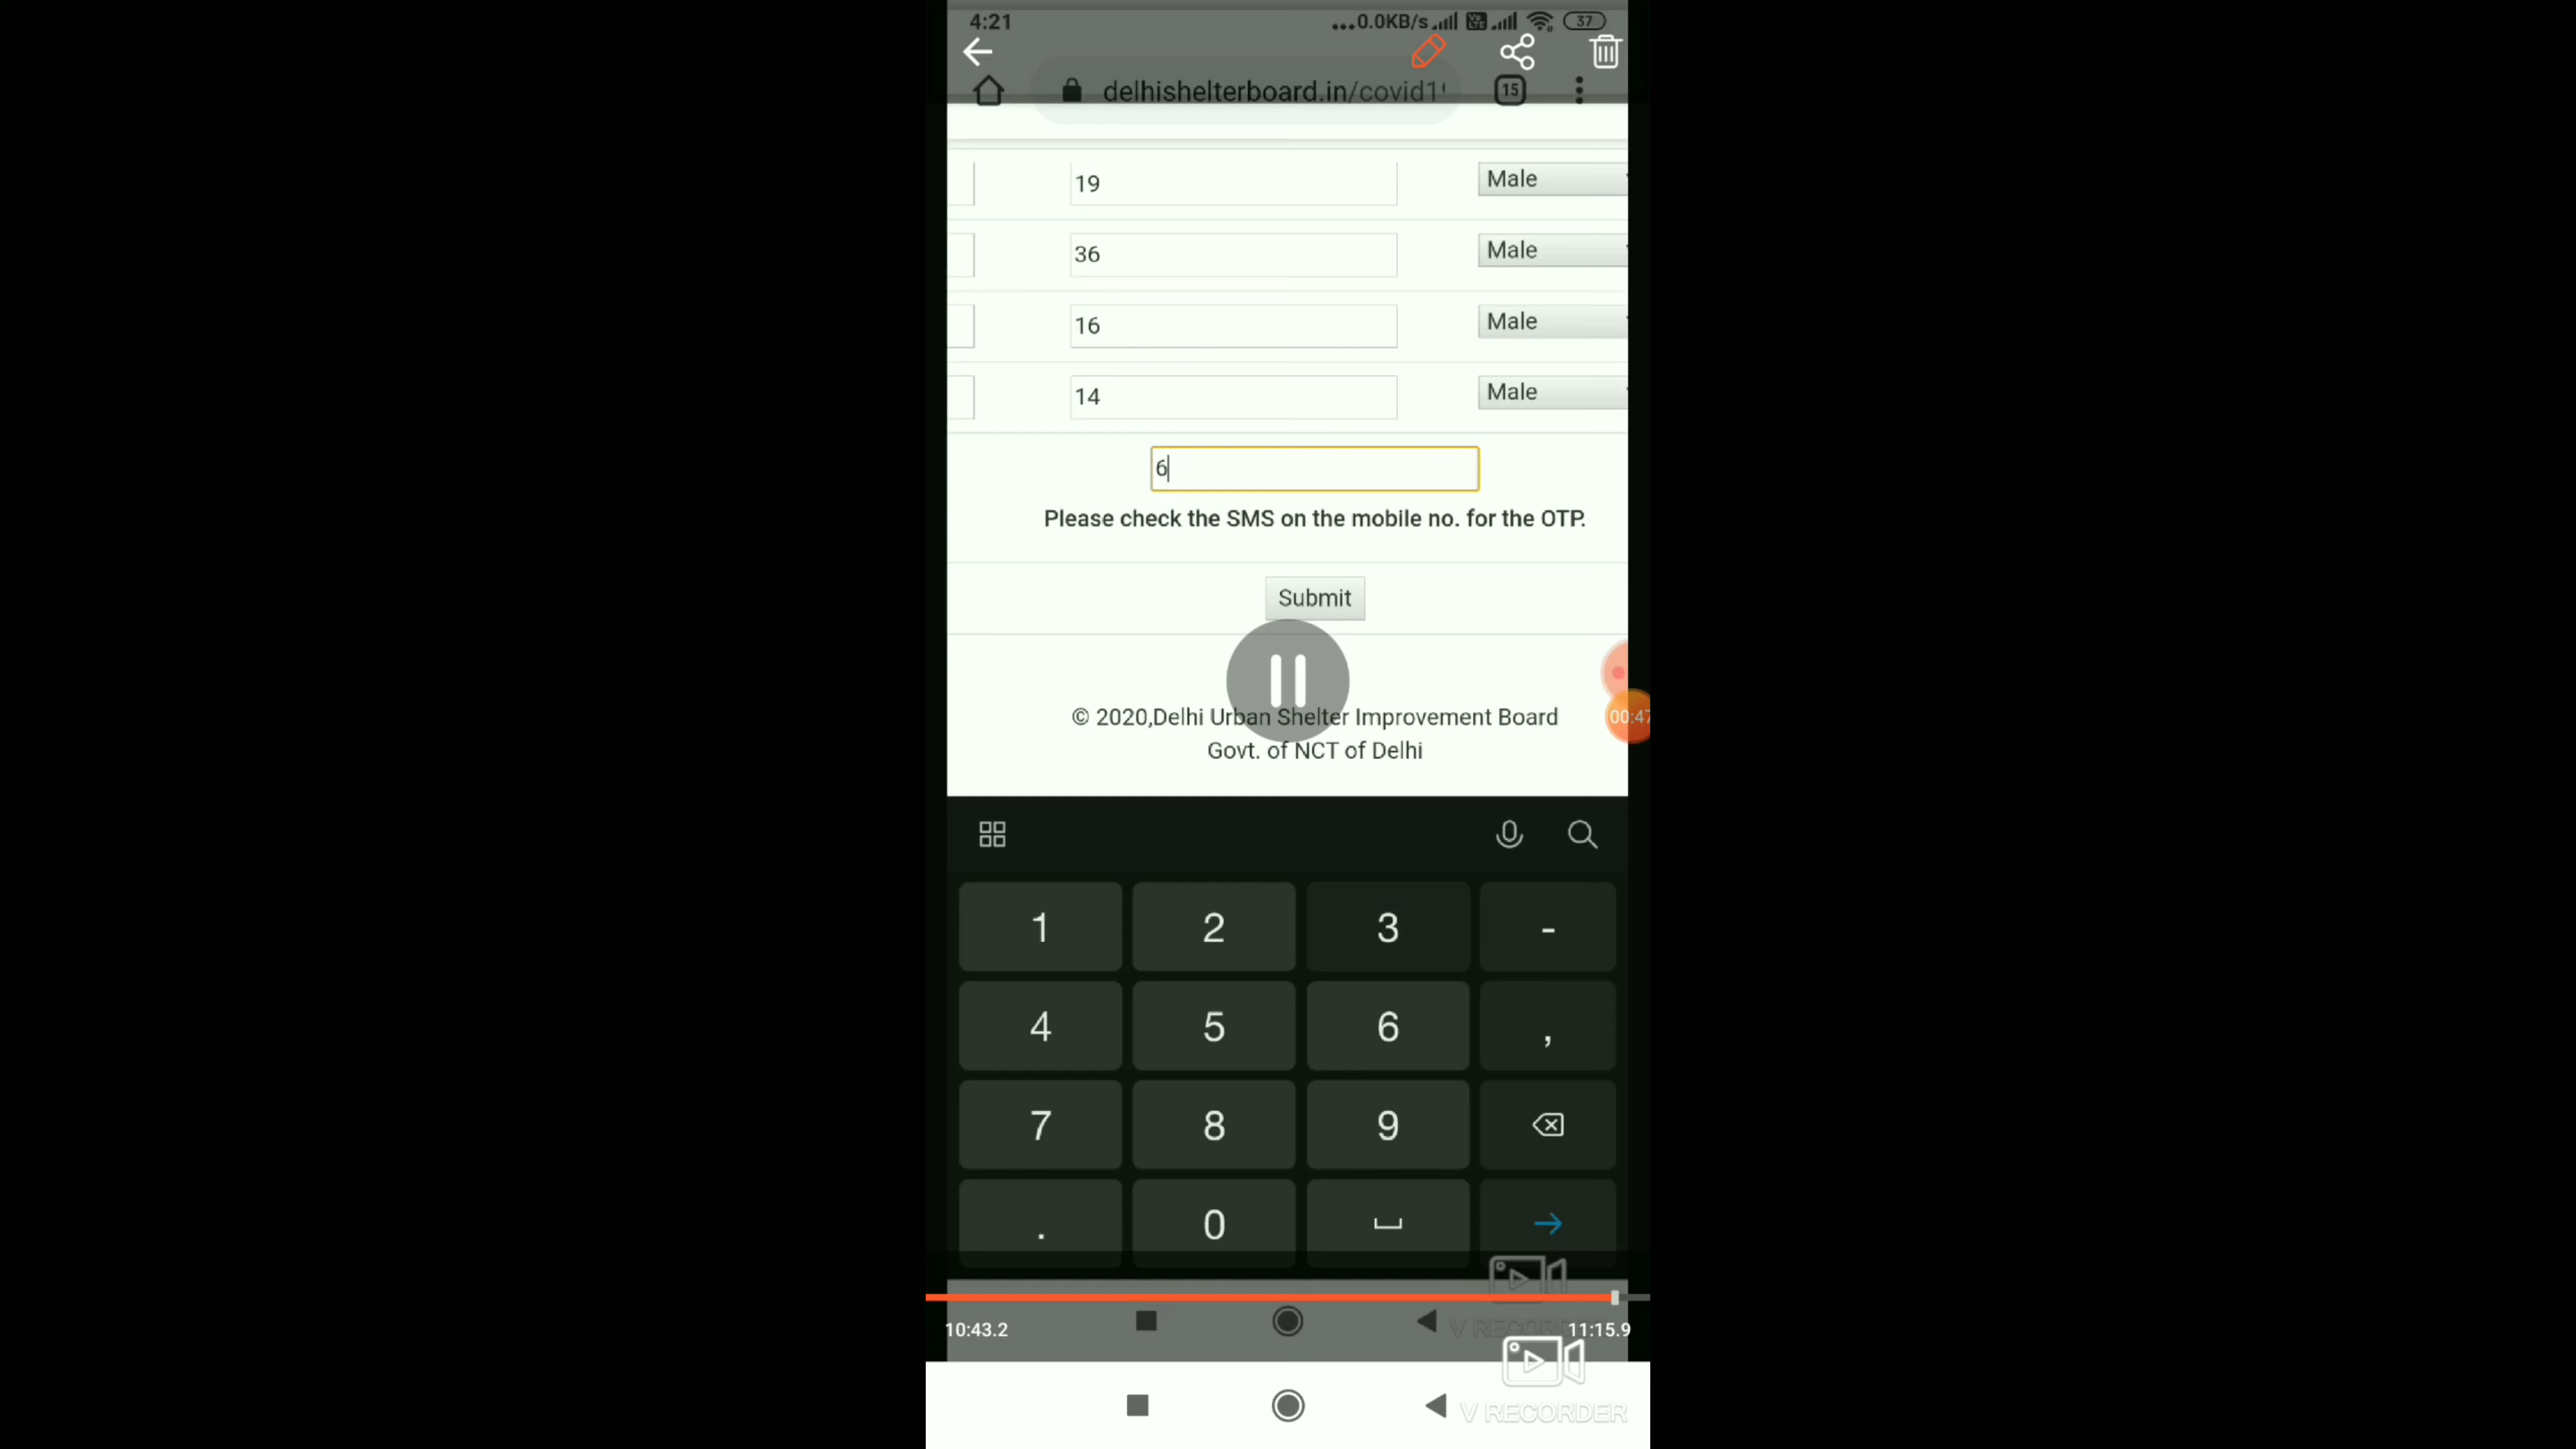 4:21
...0.0KB/s Vo LTE 37
delhishelterboard.in/covid1
15
19 Male
36 Male
16 Male
14 Male
6
Please check the SMS on the mobile no. for the OTP.
Submit
00:47
© 2020,Delhi Urban Shelter Improvement Board
Govt. of NCT of Delhi
1 2 3 -
4 5 6 ,
7 8 9
. 0
V RECORDER
10:43.2 11:15.9
V RECORDER